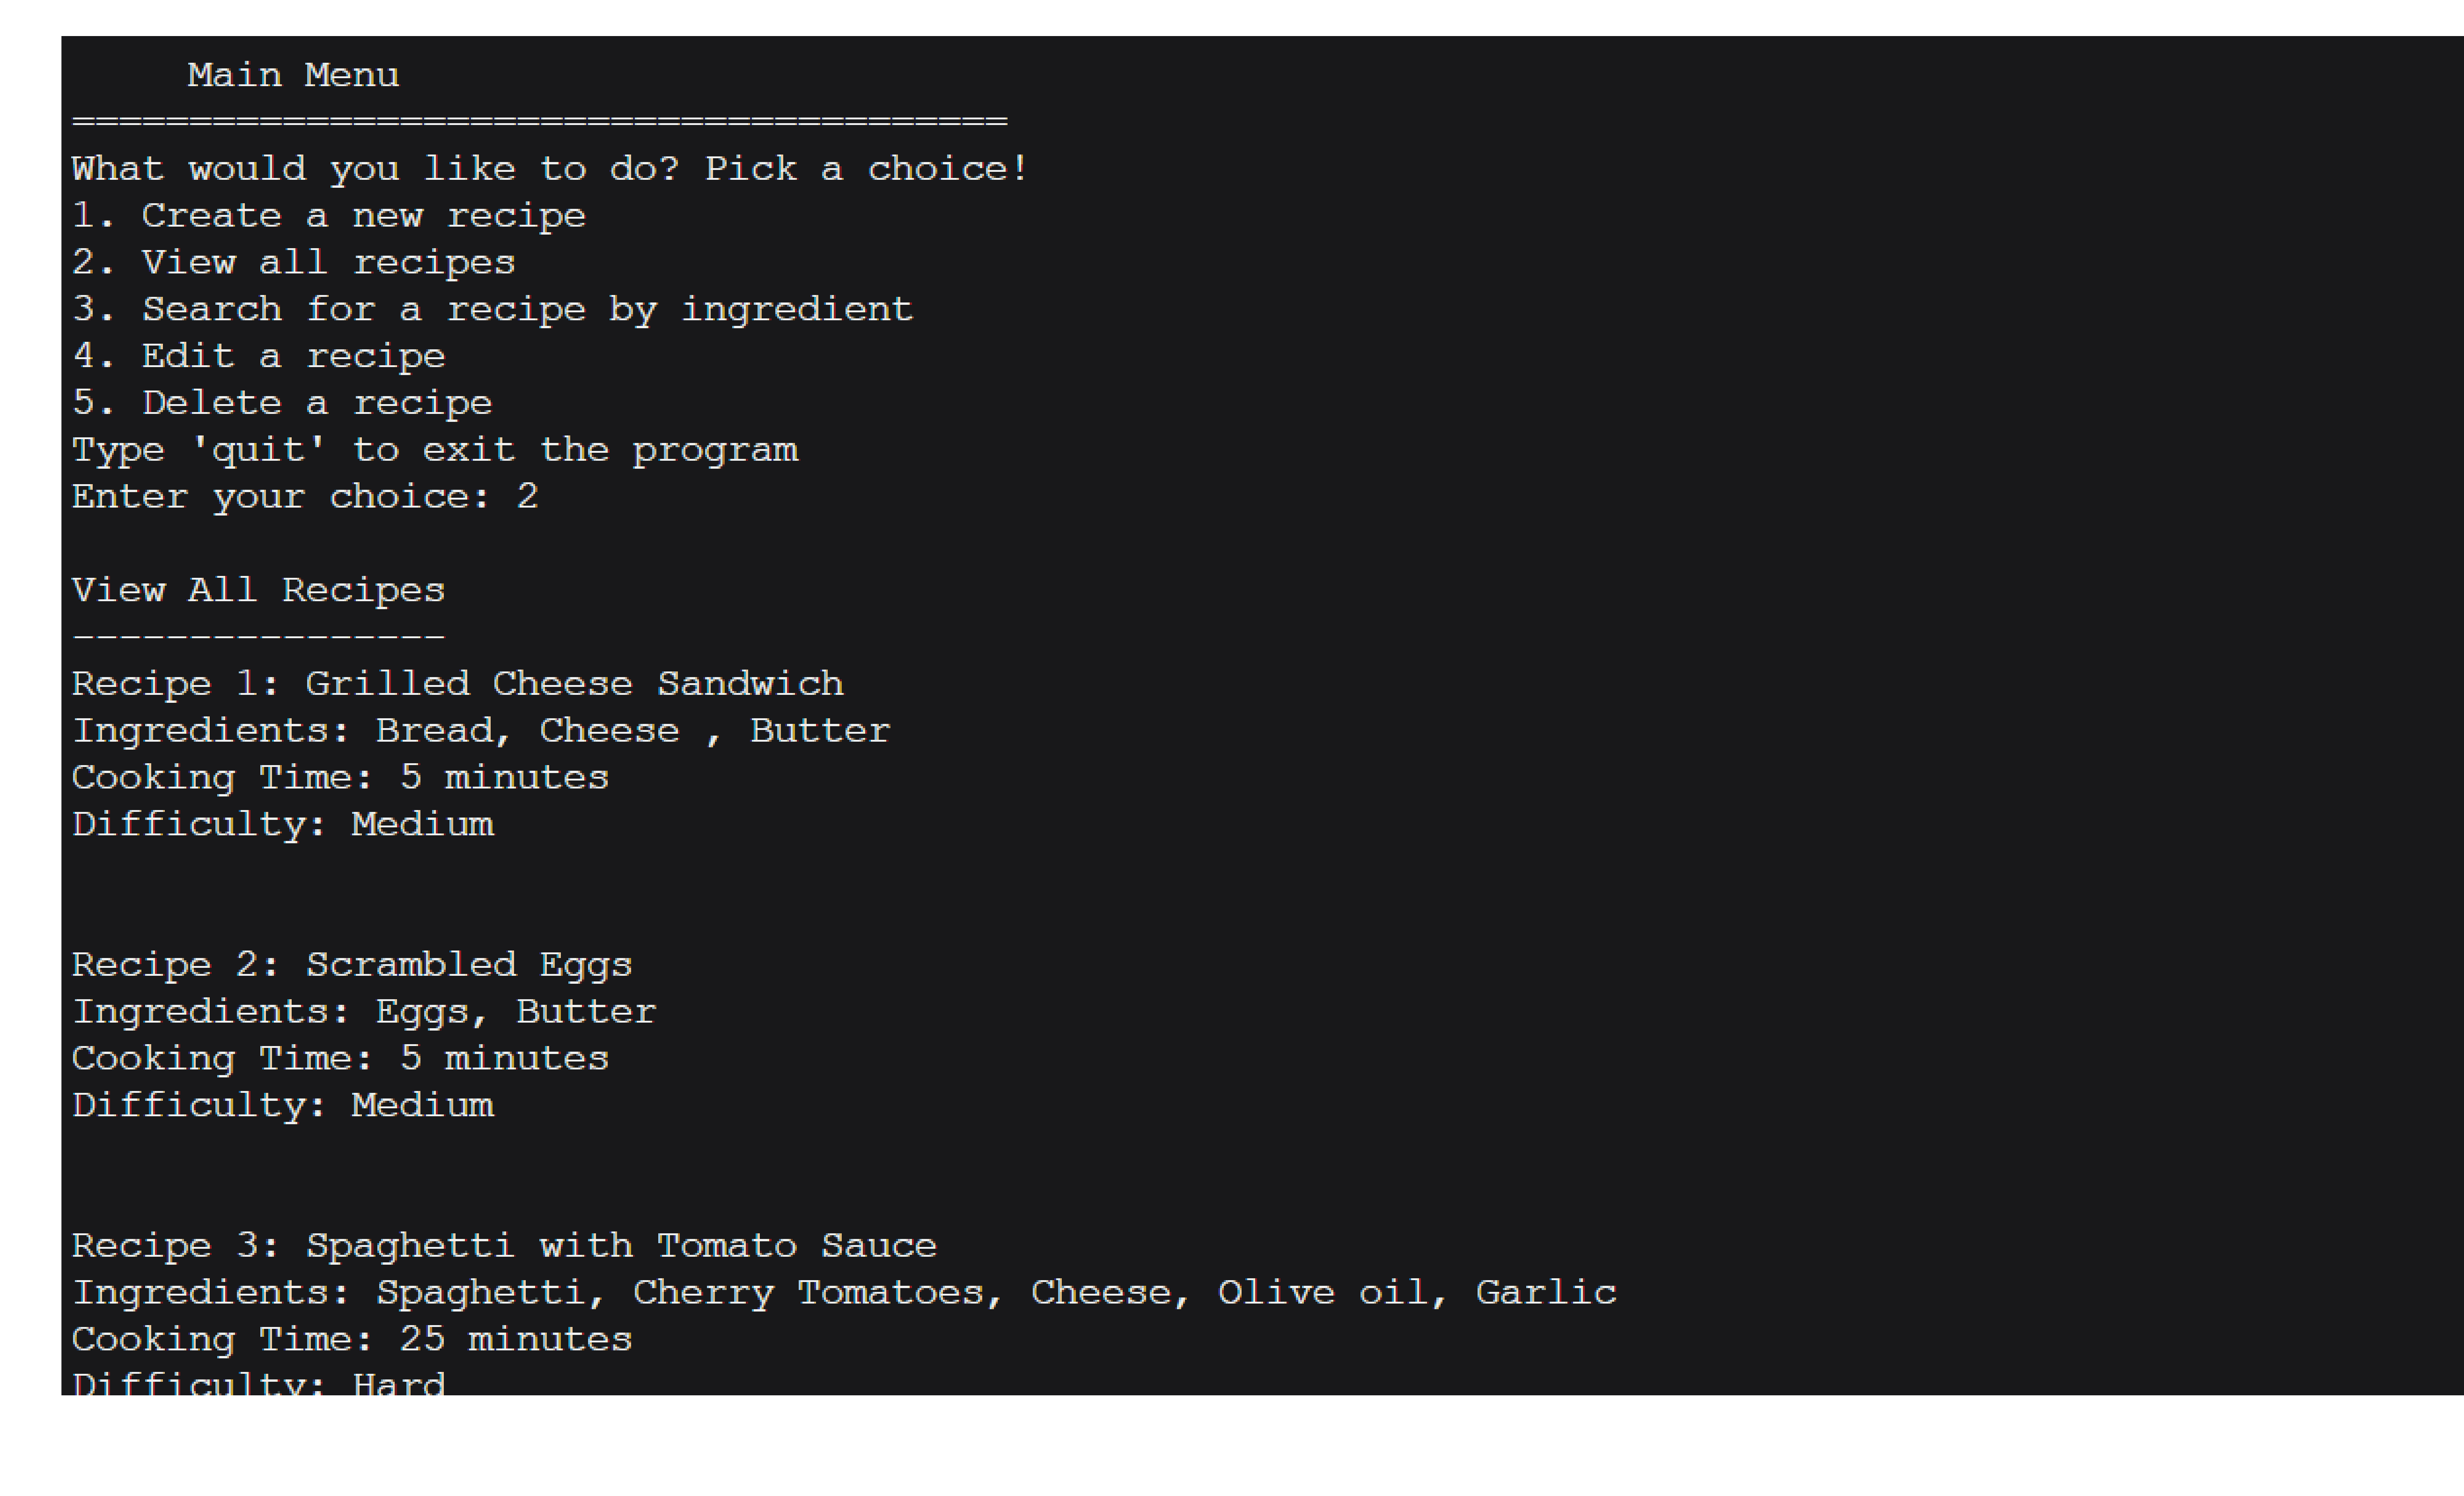 Main Menu
========================================
What would you like to do? Pick a choice!
1. Create a new recipe
2. View all recipes
3. Search for a recipe by ingredient
4. Edit a recipe
5. Delete a recipe
Type 'quit' to exit the program
Enter your choice: 2
View All Recipes
----------------
Recipe 1: Grilled Cheese Sandwich
Ingredients: Bread, Cheese , Butter
Cooking Time: 5 minutes
Difficulty: Medium
Recipe 2: Scrambled Eggs
Ingredients: Eggs, Butter
Cooking Time: 5 minutes
Difficulty: Medium
Recipe 3: Spaghetti with Tomato Sauce
Ingredients: Spaghetti, Cherry Tomatoes, Cheese, Olive oil, Garlic
Cooking Time: 25 minutes
Difficulty: Hard